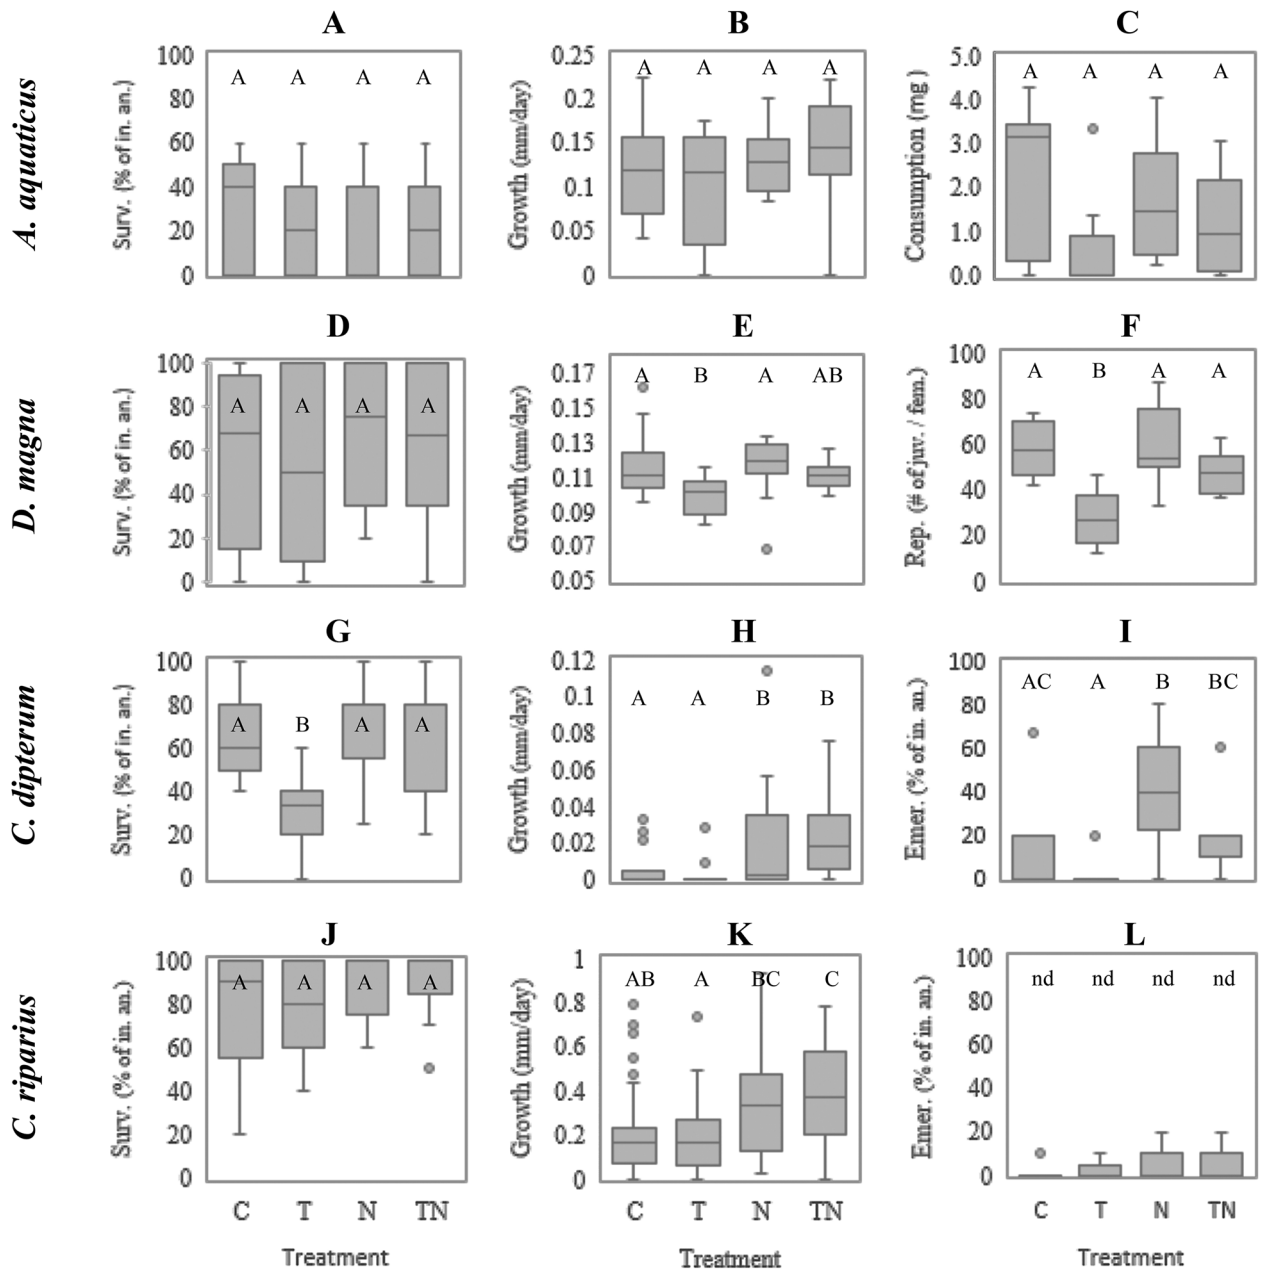 A B C
A. aquaticus
Surv. (% of in. an.)
100
80
60
40
20
0
A A A A
Growth (mm/day)
0.25
0.2
0.15
0.1
0.05
0
A A A A
Consumption (mg )
5.0
4.0
3.0
2.0
1.0
0.0
A A A A
D E F
D. magna
Surv. (% of in. an.)
100
80
60
40
20
0
A A A A
Growth (mm/day)
0.17
0.15
0.13
0.11
0.09
0.07
0.05
A B A AB
Rep. (# of juv. / fem.)
100
80
60
40
20
0
A B A A
G H I
C. dipterum
Surv. (% of in. an.)
100
80
60
40
20
0
A B A A
Growth (mm/day)
0.12
0.1
0.08
0.06
0.04
0.02
0
A A B B
Emer. (% of in. an.)
100
80
60
40
20
0
AC A B BC
J K L
C. riparius
Surv. (% of in. an.)
100
80
60
40
20
0
A A A A
C T N TN
Treatment
Growth (mm/day)
1
0.8
0.6
0.4
0.2
0
AB A BC C
C T N TN
Treatment
Emer. (% of in. an.)
100
80
60
40
20
0
nd nd nd nd
C T N TN
Treatment